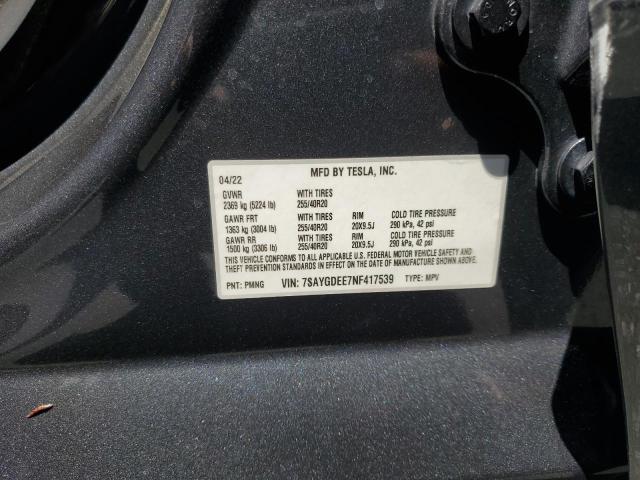 MFD BY TESLA, INC.
04/22
GVWR WITH TIRES
2369 kg (5224 lb) 255/40R20
GAWR FRT WITH TIRES RIM COLD TIRE PRESSURE
1363 kg (3004 lb) 255/40R20 20X9.5J 290 kPa, 42 psi
GAWR RR WITH TIRES RIM COLD TIRE PRESSURE
1500 kg (3306 lb) 255/40R20 20X9.5J 290 kPa, 42 psi
THIS VEHICLE CONFORMS TO ALL APPLICABLE U.S. FEDERAL MOTOR VEHICLE SAFETY AND
THEFT PREVENTION STANDARDS IN EFFECT ON THE DATE OF MANUFACTURE SHOWN ABOVE.
PNT: PMNG VIN: 7SAYGDEE7NF417539 TYPE: MPV